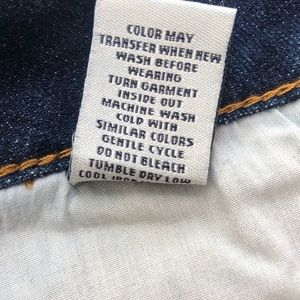 COLOR MAY
TRANSFER WHEN NEW
WASH BEFORE
WEARING
TURN GARMENT
INSIDE OUT
MACHINE WASH
COLD WITH
SIMILAR COLORS
GENTLE CYCLE
DO NOT BLEACH
TUMBLE DRY LOW
COOL